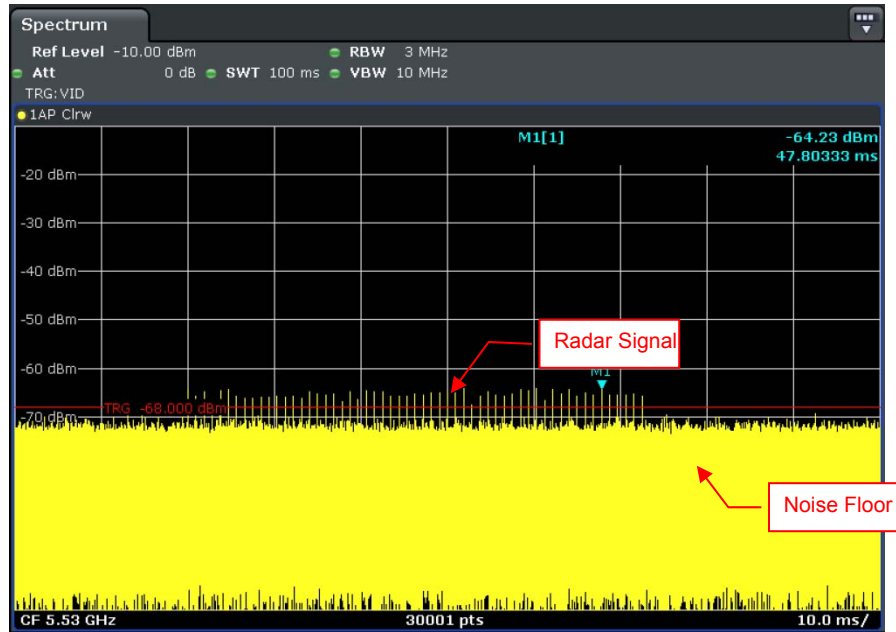 Spectrum
Ref Level -10.00 dBm RBW 3 MHz
Att 0 dB SWT 100 ms VBW 10 MHz
TRG:VID
1AP Clrw
M1[1] -64.23 dBm
47.80333 ms
-20 dBm
-30 dBm
-40 dBm
-50 dBm
Radar Signal
-60 dBm
M1
TRG -68.000 dBm
-70 dBm
Noise Floor
CF 5.53 GHz 30001 pts 10.0 ms/